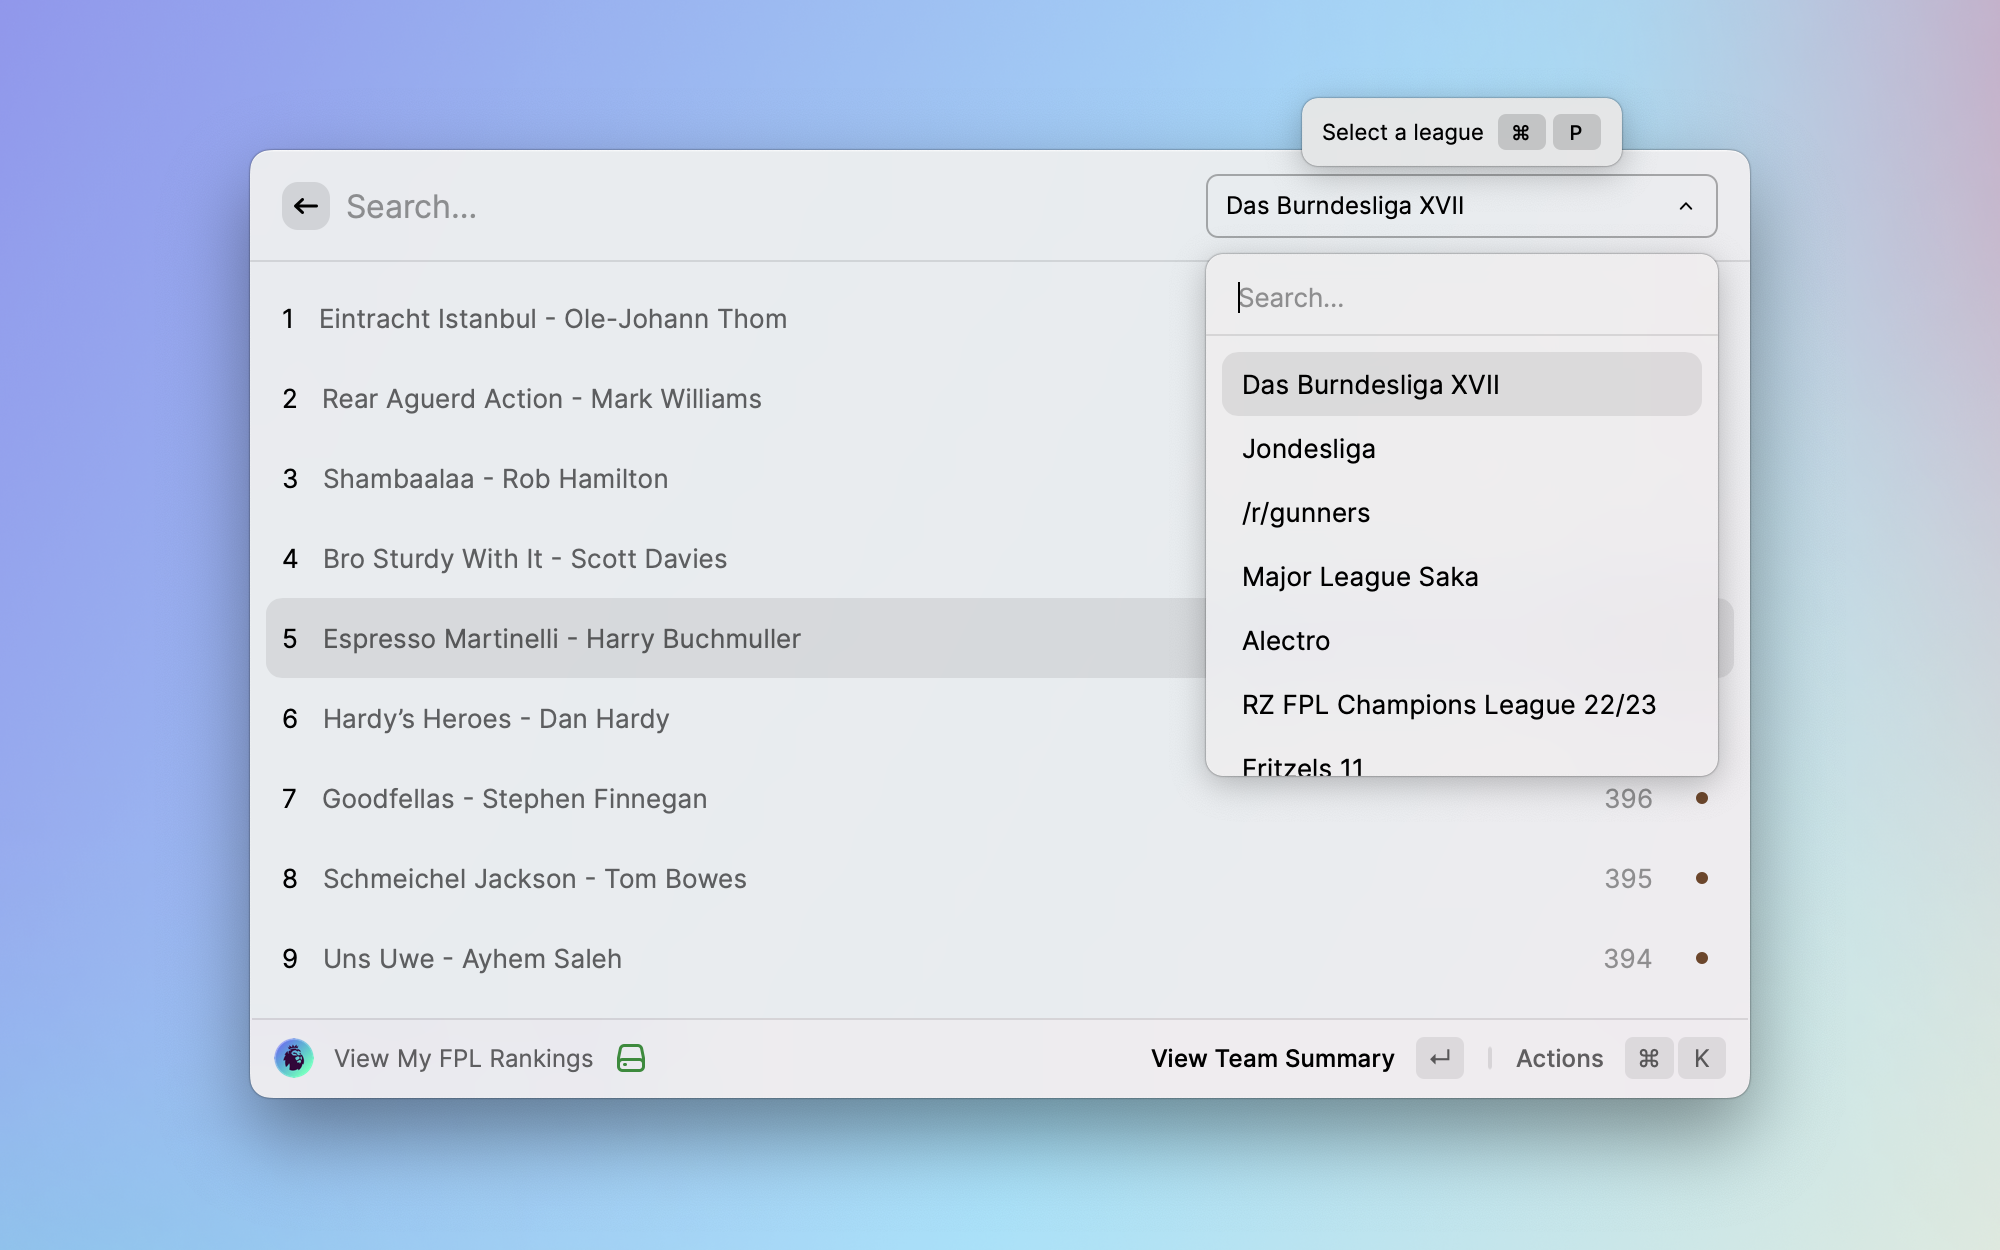 Select a league ⌘ P
Search...
Das Burndesliga XVII
Search...
Das Burndesliga XVII
Jondesliga
/r/gunners
Major League Saka
Alectro
RZ FPL Champions League 22/23
Fritzels 11
1 Eintracht Istanbul - Ole-Johann Thom
2 Rear Aguerd Action - Mark Williams
3 Shambaalaa - Rob Hamilton
4 Bro Sturdy With It - Scott Davies
5 Espresso Martinelli - Harry Buchmuller
6 Hardy’s Heroes - Dan Hardy
7 Goodfellas - Stephen Finnegan 396
8 Schmeichel Jackson - Tom Bowes 395
9 Uns Uwe - Ayhem Saleh 394
View My FPL Rankings
View Team Summary ↵ Actions ⌘ K